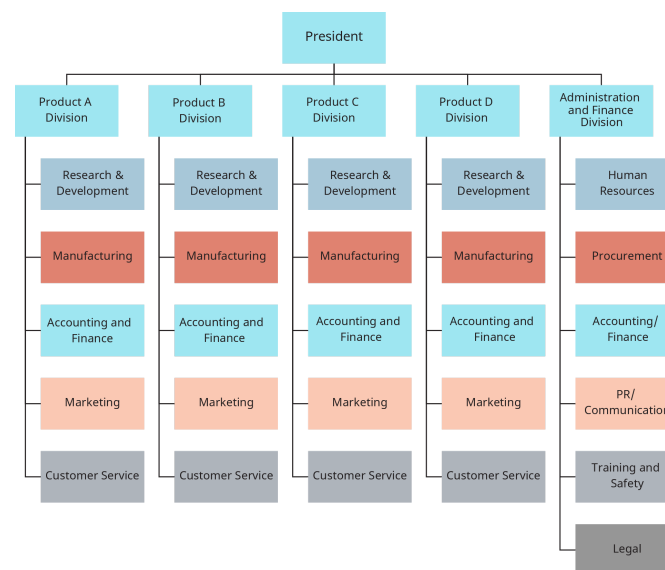 President
Product A
Division
Product B
Division
Product C
Division
Product D
Division
Administration
and Finance
Division
Research &
Development
Research &
Development
Research &
Development
Research &
Development
Human
Resources
Manufacturing
Manufacturing
Manufacturing
Manufacturing
Procurement
Accounting and
Finance
Accounting and
Finance
Accounting and
Finance
Accounting and
Finance
Accounting/
Finance
Marketing
Marketing
Marketing
Marketing
PR/
Communication
Customer Service
Customer Service
Customer Service
Customer Service
Training and
Safety
Legal